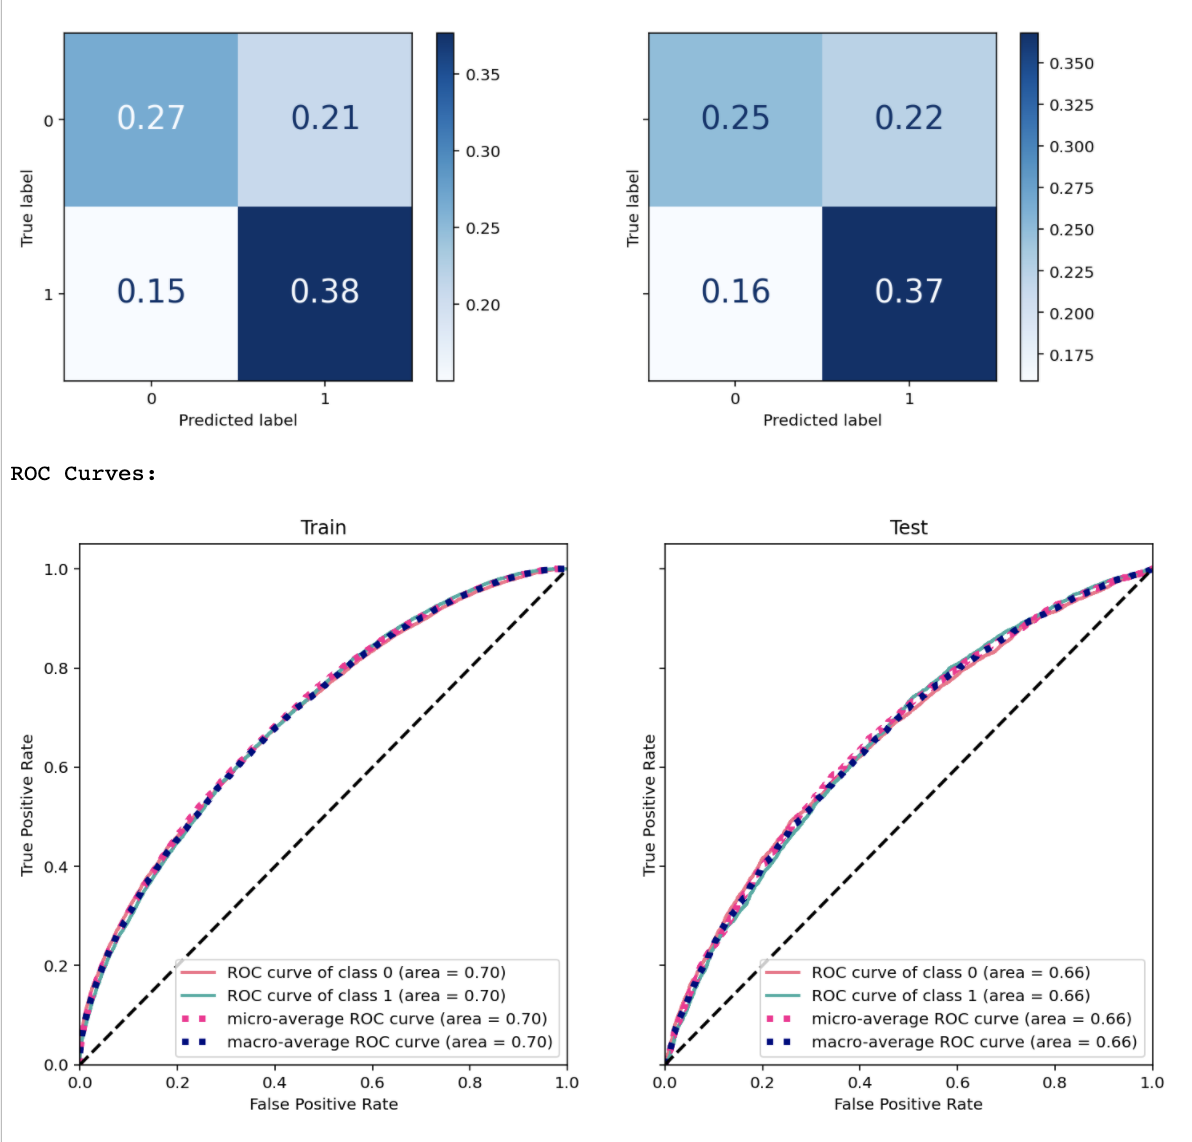 0.27 0.21
0.15 0.38
0
1
True label
0 1
Predicted label
0.35
0.30
0.25
0.20
0.25 0.22
0.16 0.37
True label
0 1
Predicted label
0.350
0.325
0.300
0.275
0.250
0.225
0.200
0.175
ROC Curves:
Train
1.0
0.8
0.6
0.4
0.2
0.0
True Positive Rate
ROC curve of class 0 (area = 0.70)
ROC curve of class 1 (area = 0.70)
micro-average ROC curve (area = 0.70)
macro-average ROC curve (area = 0.70)
0.0 0.2 0.4 0.6 0.8 1.0
False Positive Rate
Test
True Positive Rate
ROC curve of class 0 (area = 0.66)
ROC curve of class 1 (area = 0.66)
micro-average ROC curve (area = 0.66)
macro-average ROC curve (area = 0.66)
0.0 0.2 0.4 0.6 0.8 1.0
False Positive Rate